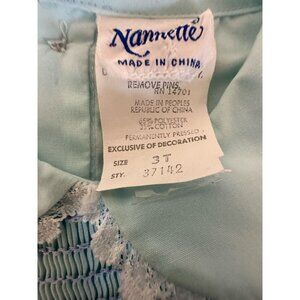 Nannette
MADE IN CHINA
REMOVE PINS.
RN 14701
MADE IN PEOPLES
REPUBLIC OF CHINA
65% POLYESTER
35% COTTON
PERMANENTLY PRESSED
EXCLUSIVE OF DECORATION
SIZE 3T
STY. 37142